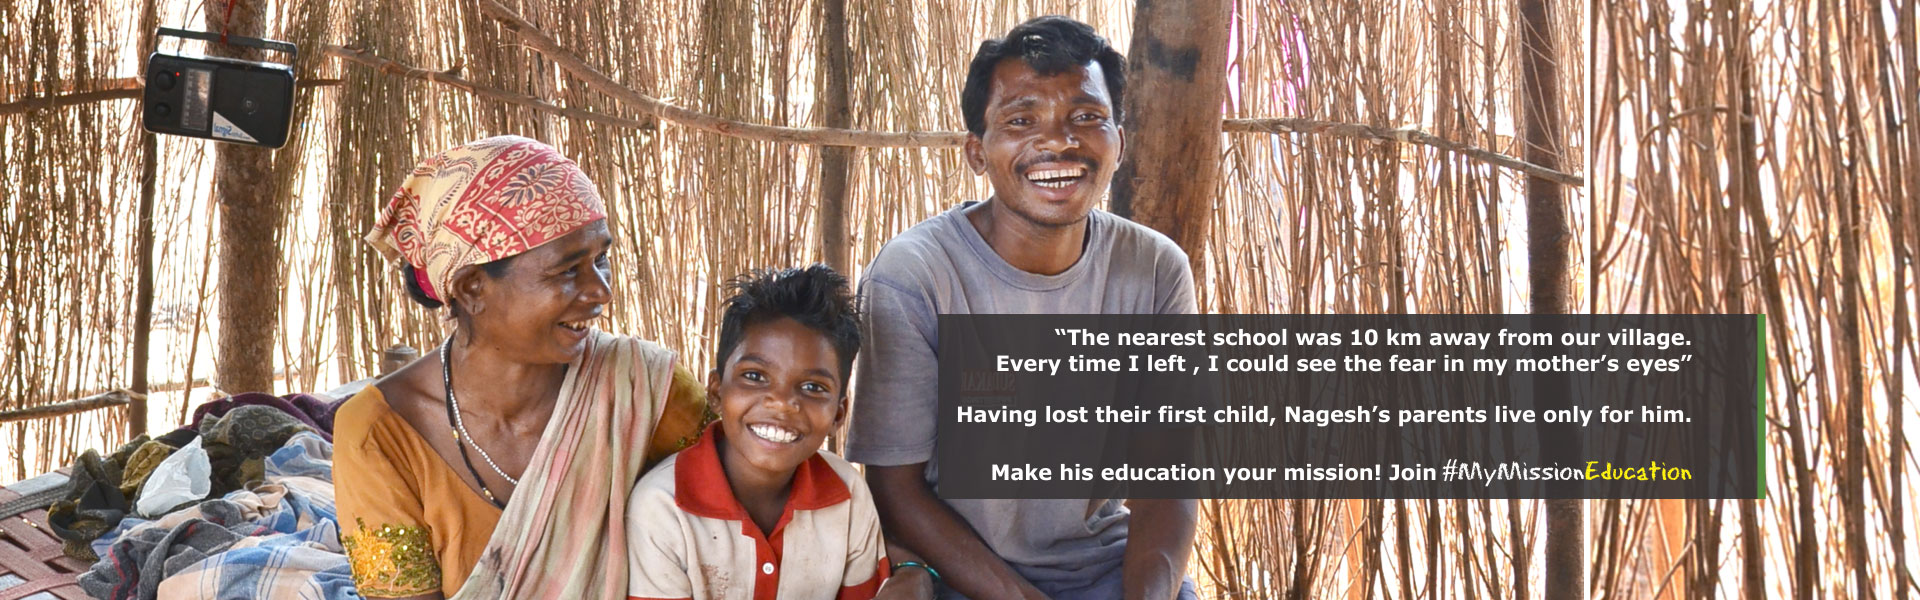 “The nearest school was 10 km away from our village.
Every time I left , I could see the fear in my mother’s eyes”
Having lost their first child, Nagesh’s parents live only for him.
Make his education your mission! Join #MyMissionEducation